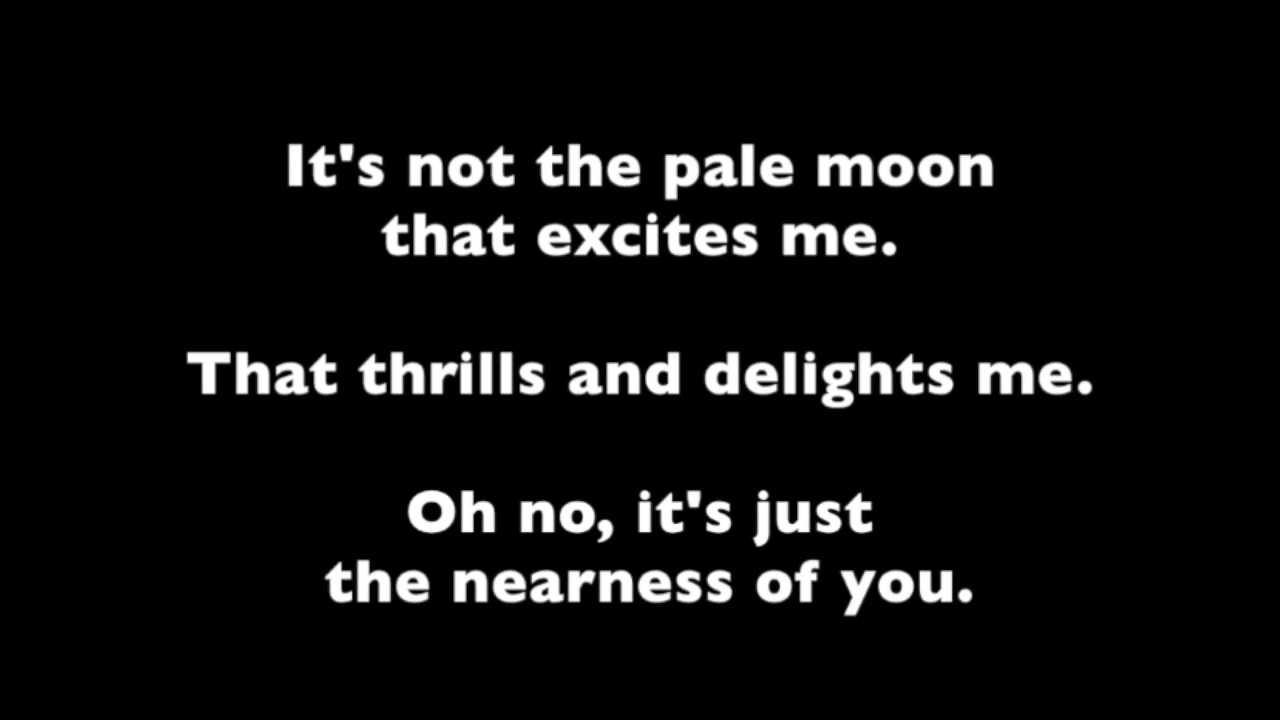 It's not the pale moon
that excites me.
That thrills and delights me.
Oh no, it's just
the nearness of you.